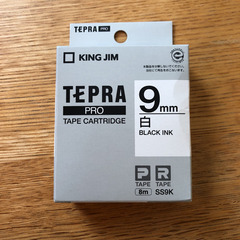 TEPRA PRO
KING JIM
TEPRA
PRO
TAPE CARTRIDGE
9mm
白
BLACK INK
P
TAPE
8m
R
TAPE
SS9K